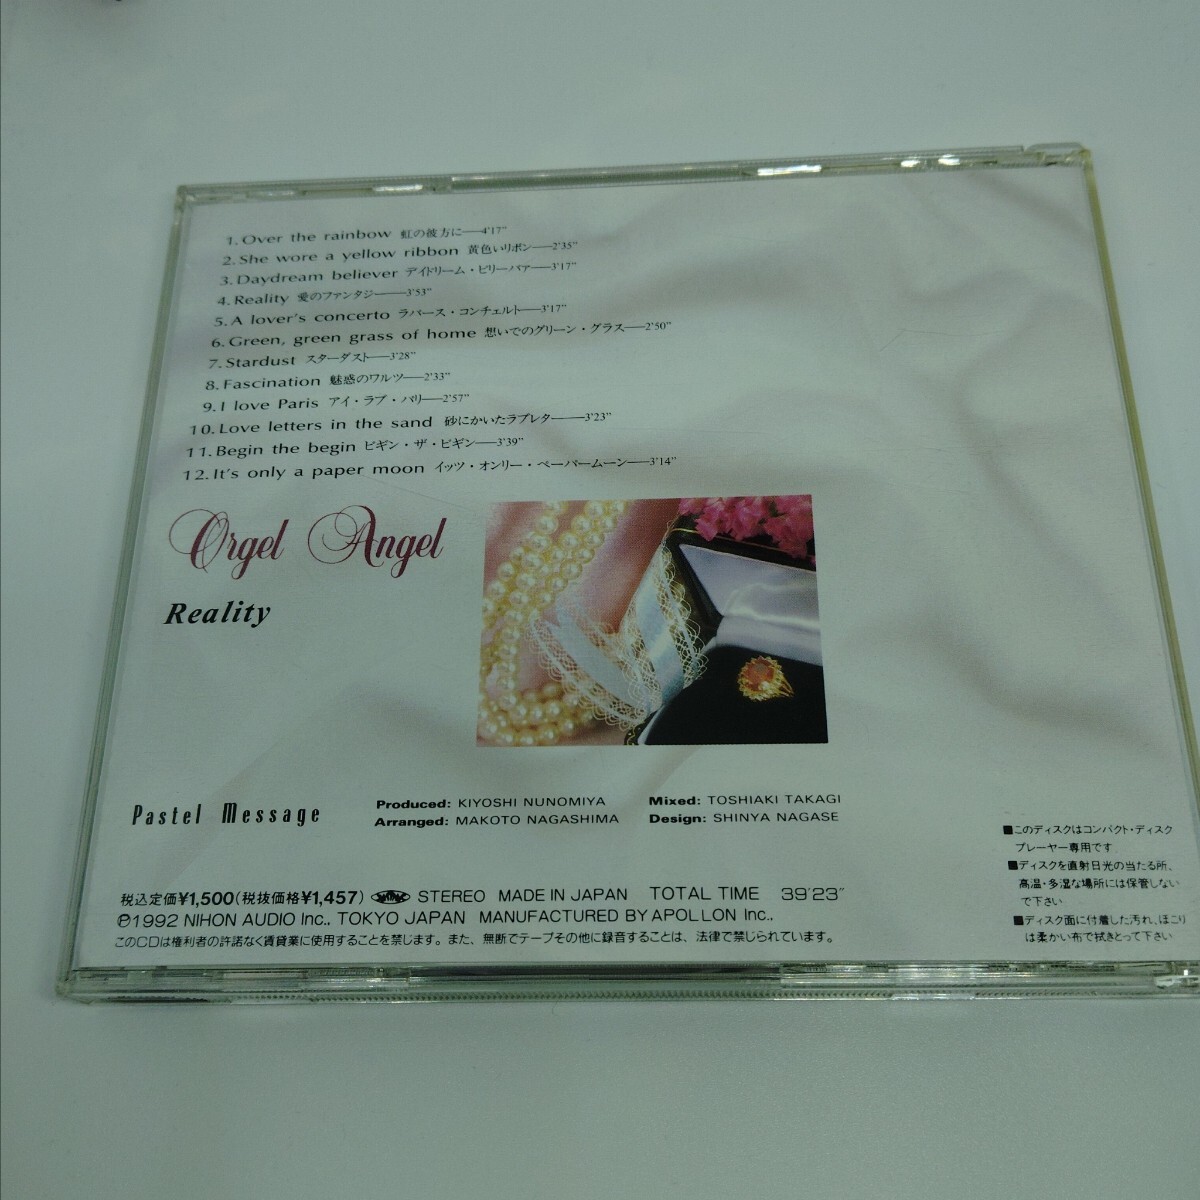 1. Over the rainbow 虹の彼方に——4'17"
2. She wore a yellow ribbon 黄色いリボン——2'35"
3. Daydream believer デイドリーム・ビリーバァー——3'17"
4. Reality 愛のファンタジー——3'53"
5. A lover's concerto ラバース・コンチェルト——3'17"
6. Green, green grass of home 想いでのグリーン・グラス——2'50"
7. Stardust スターダスト——3'28"
8. Fascination 魅惑のワルツ——2'33"
9. I love Paris アイ・ラブ・パリ——2'57"
10. Love letters in the sand 砂にかいたラブレター——3'23"
11. Begin the begin ビギン・ザ・ビギン——3'39"
12. It's only a paper moon イッツ・オンリー・ペーパームーン——3'14"
Orgel Angel
Reality
Pastel Message
Produced: KIYOSHI NUNOMIYA Mixed: TOSHIAKI TAKAGI
Arranged: MAKOTO NAGASHIMA Design: SHINYA NAGASE
■このディスクはコンパクト・ディスク
プレーヤー専用です
■ディスクを直射日光の当たる所、
高温・多湿な場所には保管しない
で下さい
■ディスク面に付着した汚れ、ほこり
は柔かい布で拭きとって下さい
税込定価¥1,500(税抜価格¥1,457) STEREO MADE IN JAPAN TOTAL TIME 39'23"
℗1992 NIHON AUDIO Inc., TOKYO JAPAN MANUFACTURED BY APOLLON Inc.,
このCDは権利者の許諾なく賃貸業に使用することを禁じます。また、無断でテープその他に録音することは、法律で禁じられています。